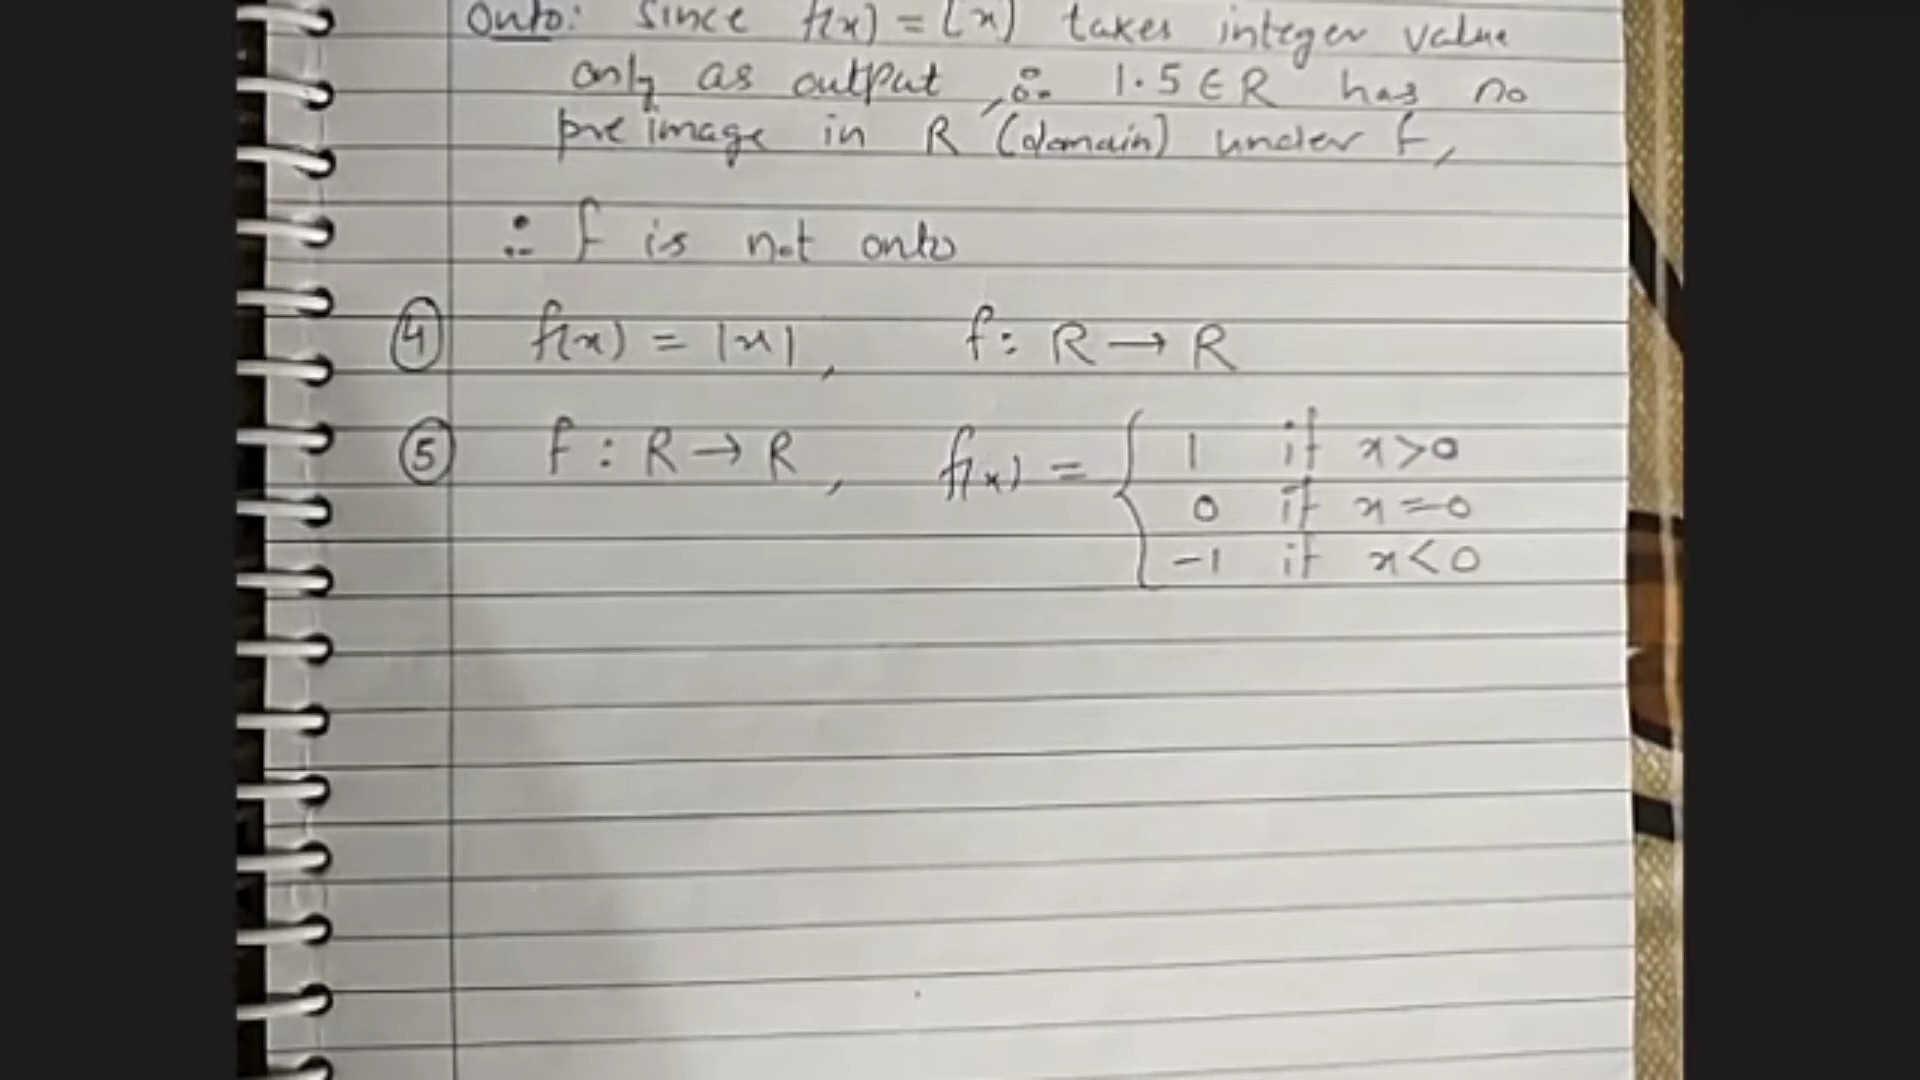 Onto: Since f(x) = [x] takes integer value
only as output, ∴ 1.5 ∈ R has no
pre image in R (domain) under f,
∴ f is not onto
④ f(x) = |x|, f: R → R
⑤ f : R → R, f(x) = { 1 if x>0
0 if x=0
-1 if x<0